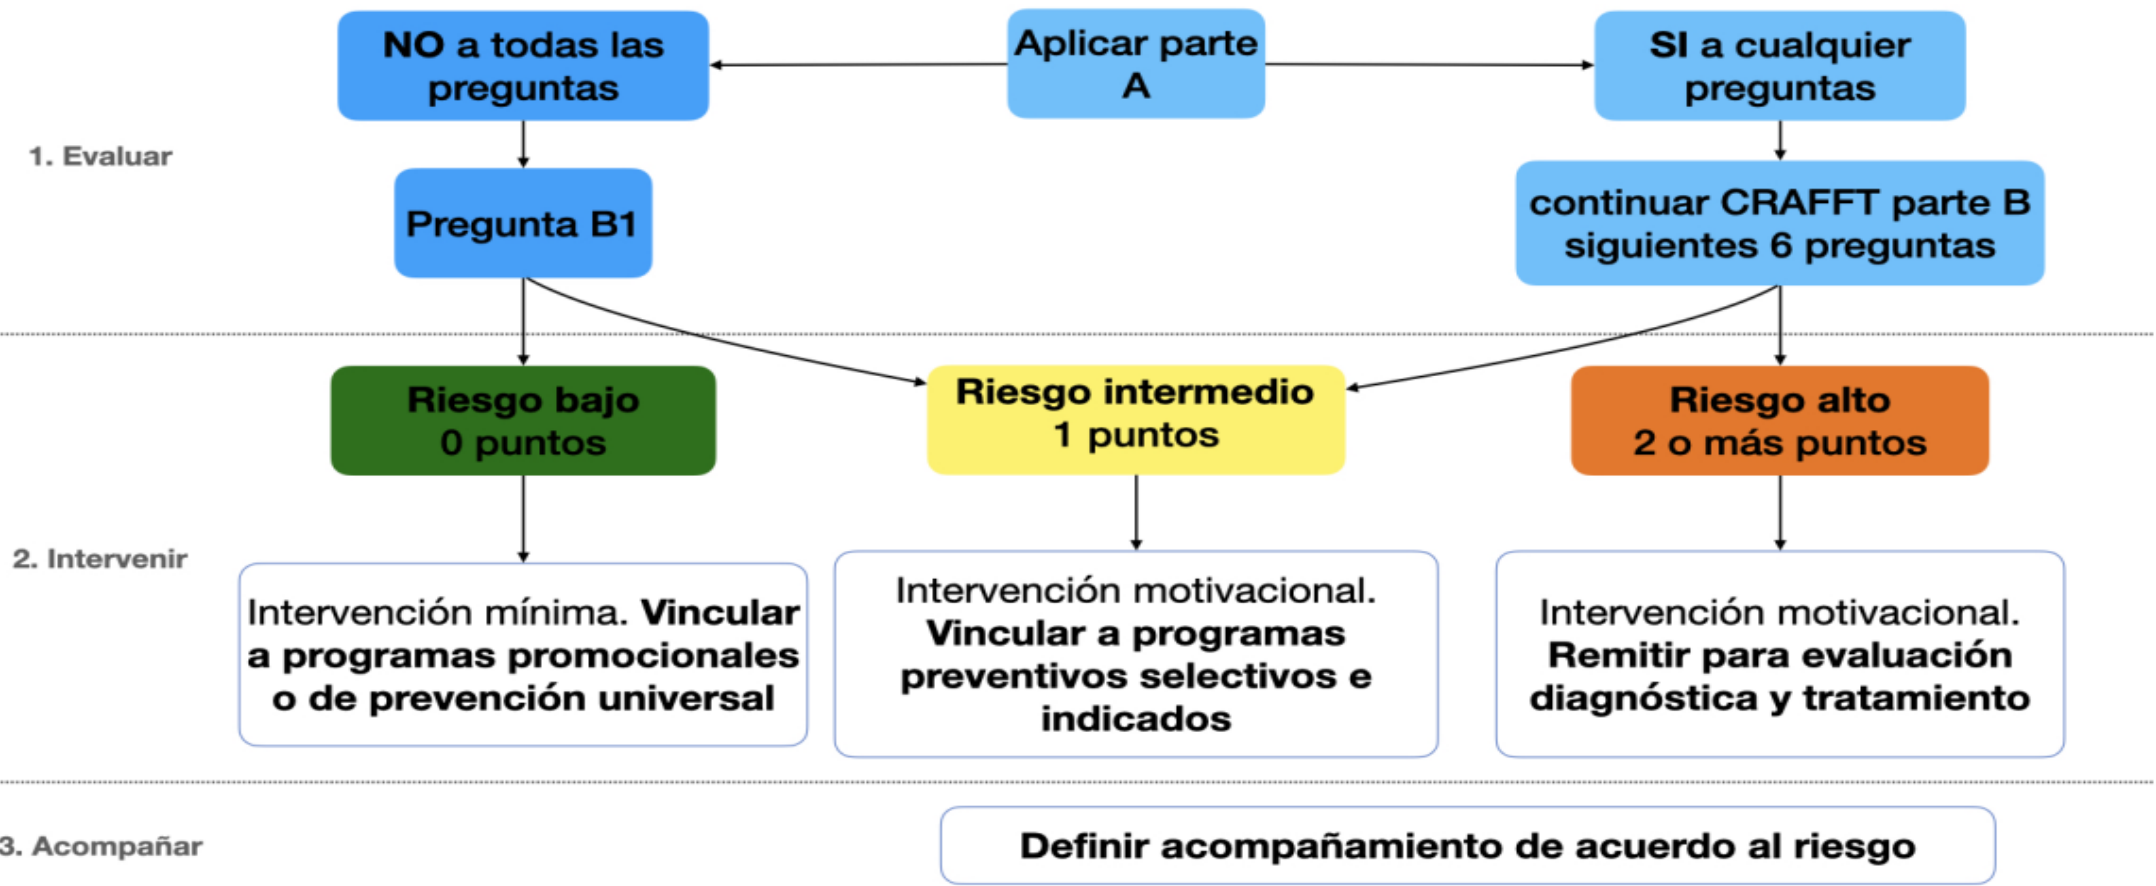 NO a todas las
preguntas
Aplicar parte
A
SI a cualquier
preguntas
1. Evaluar
Pregunta B1
continuar CRAFFT parte B
siguientes 6 preguntas
Riesgo bajo
0 puntos
Riesgo intermedio
1 puntos
Riesgo alto
2 o más puntos
2. Intervenir
Intervención mínima. Vincular
a programas promocionales
o de prevención universal
Intervención motivacional.
Vincular a programas
preventivos selectivos e
indicados
Intervención motivacional.
Remitir para evaluación
diagnóstica y tratamiento
3. Acompañar
Definir acompañamiento de acuerdo al riesgo